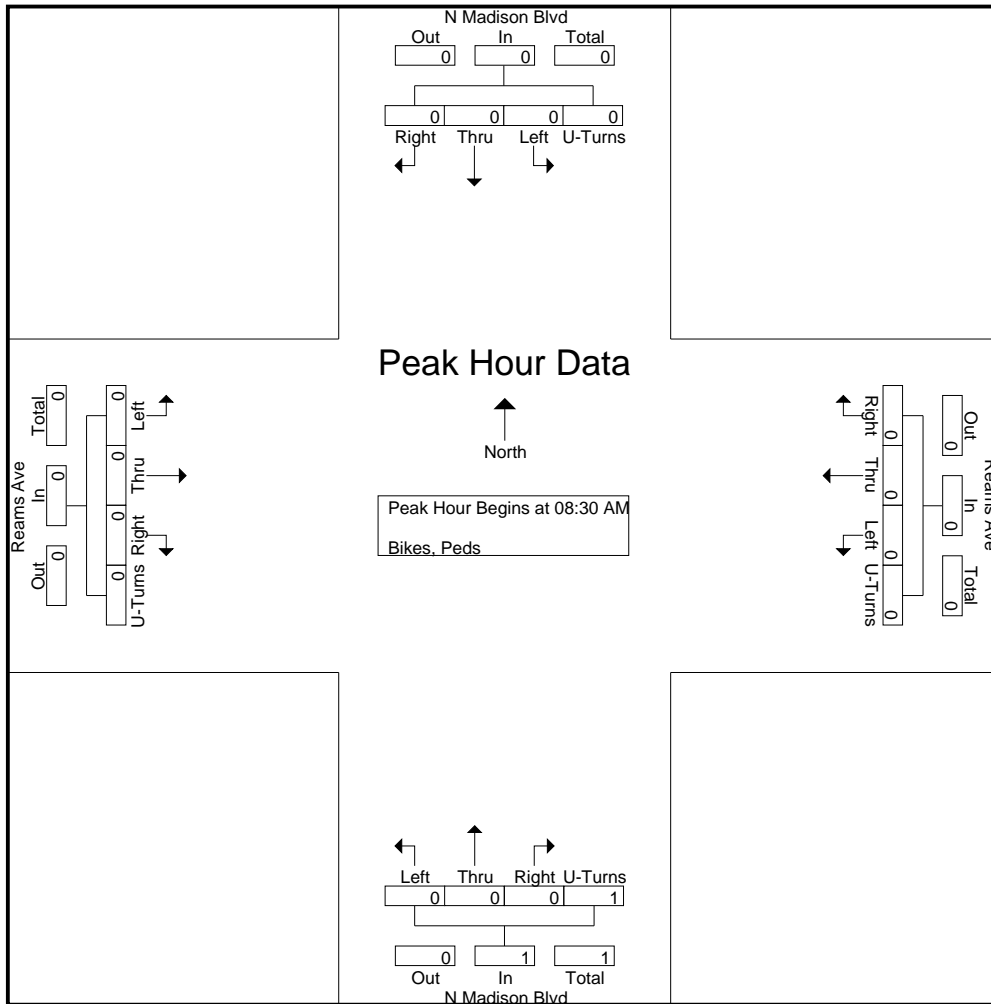 N Madison Blvd
Out In Total
0 0 0
0 0 0 0
Right Thru Left U-Turns
Peak Hour Data
North
Peak Hour Begins at 08:30 AM
Bikes, Peds
Reams Ave
Total In Out
0 0 0
0 0 0 0
Left Thru Right U-Turns
Reams Ave
Out In Total
0 0 0
0 0 0 0
Right Thru Left U-Turns
Left Thru Right U-Turns
0 0 0 1
0 1 1
Out In Total
N Madison Blvd